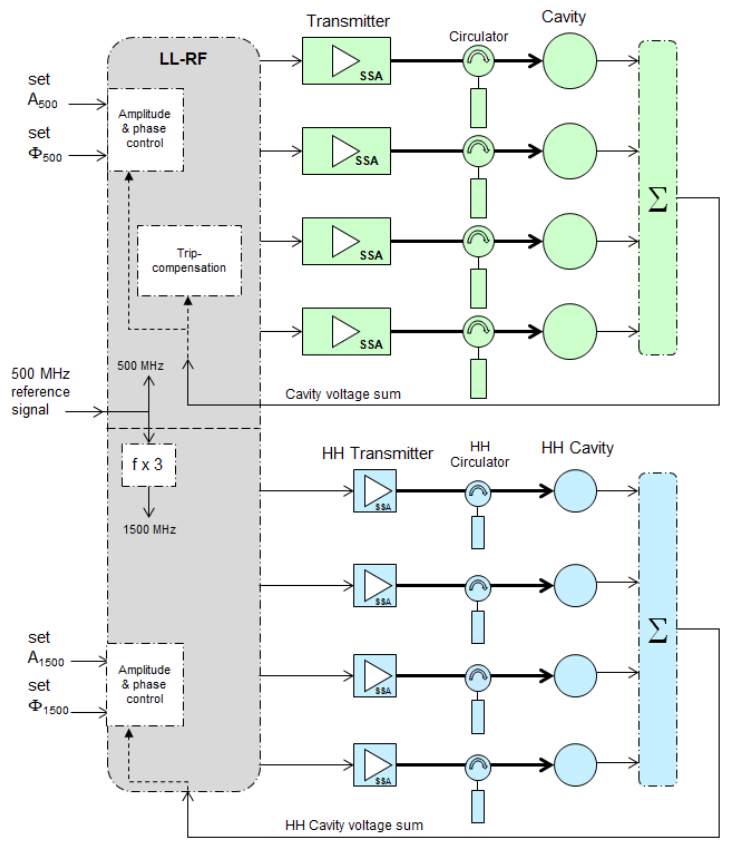 Transmitter
Cavity
Circulator
LL-RF
SSA
set
A500
Amplitude
& phase
control
set
Φ500
SSA
Σ
Trip-
compensation
SSA
SSA
500 MHz
500 MHz
reference
signal
Cavity voltage sum
HH Transmitter
HH
Circulator
HH Cavity
f x 3
SSA
1500 MHz
SSA
Σ
set
A1500
Amplitude
& phase
control
set
Φ1500
SSA
SSA
HH Cavity voltage sum